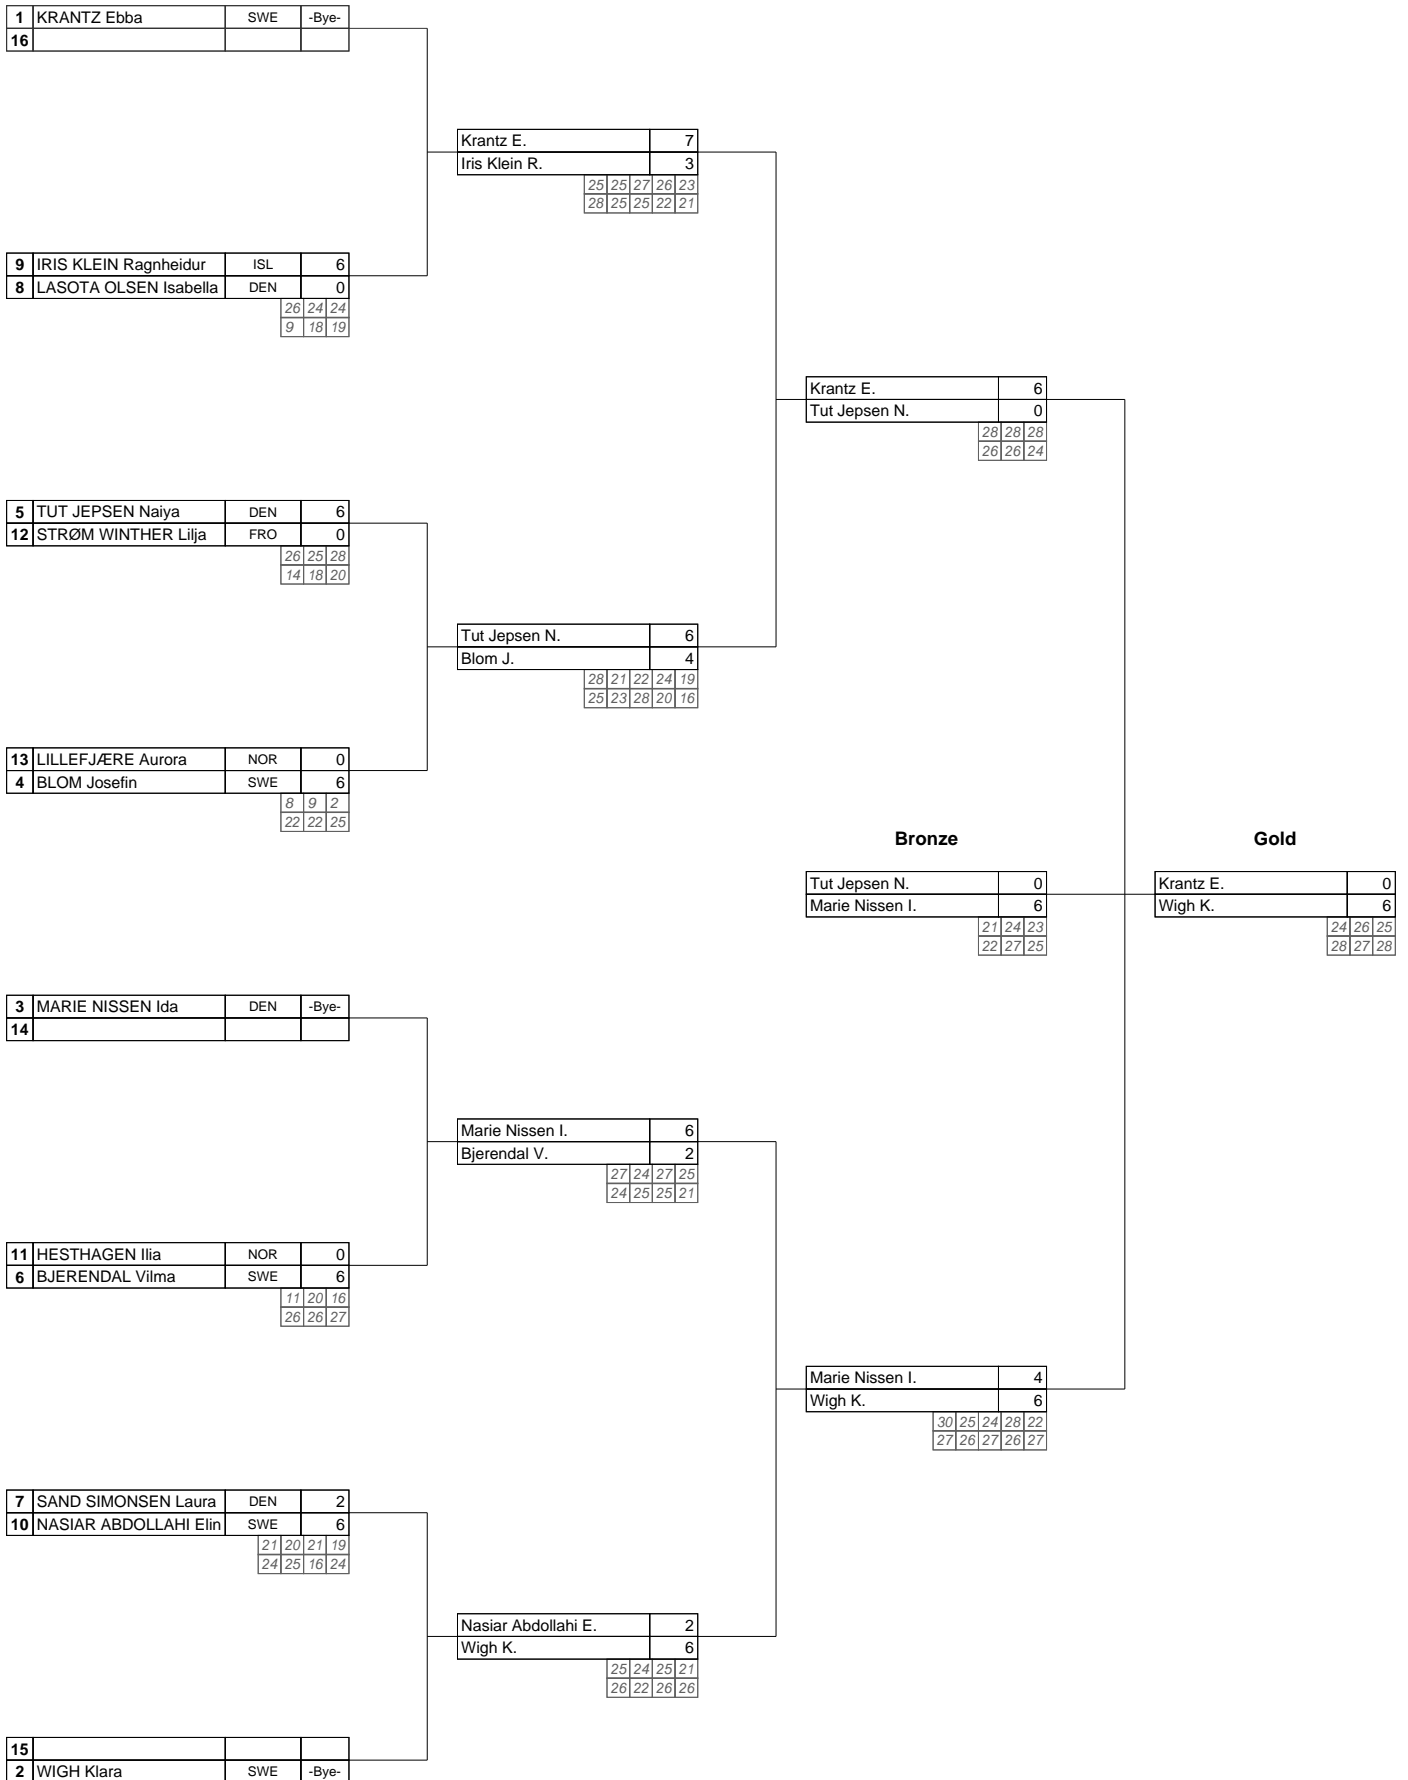 1 KRANTZ Ebba SWE -Bye-
16
Krantz E. 7
Iris Klein R. 3
25 25 27 26 23
28 25 25 22 21
9 IRIS KLEIN Ragnheidur ISL 6
8 LASOTA OLSEN Isabella DEN 0
26 24 24
9 18 19
Krantz E. 6
Tut Jepsen N. 0
28 28 28
26 26 24
5 TUT JEPSEN Naiya DEN 6
12 STRØM WINTHER Lilja FRO 0
26 25 28
14 18 20
Tut Jepsen N. 6
Blom J. 4
28 21 22 24 19
25 23 28 20 16
13 LILLEFJÆRE Aurora NOR 0
4 BLOM Josefin SWE 6
8 9 2
22 22 25
Bronze Gold
Tut Jepsen N. 0 Krantz E. 0
Marie Nissen I. 6 Wigh K. 6
21 24 23 24 26 25
22 27 25 28 27 28
3 MARIE NISSEN Ida DEN -Bye-
14
Marie Nissen I. 6
Bjerendal V. 2
27 24 27 25
24 25 25 21
11 HESTHAGEN Ilia NOR 0
6 BJERENDAL Vilma SWE 6
11 20 16
26 26 27
Marie Nissen I. 4
Wigh K. 6
30 25 24 28 22
27 26 27 26 27
7 SAND SIMONSEN Laura DEN 2
10 NASIAR ABDOLLAHI Elin SWE 6
21 20 21 19
24 25 16 24
Nasiar Abdollahi E. 2
Wigh K. 6
25 24 25 21
26 22 26 26
15
2 WIGH Klara SWE -Bye-